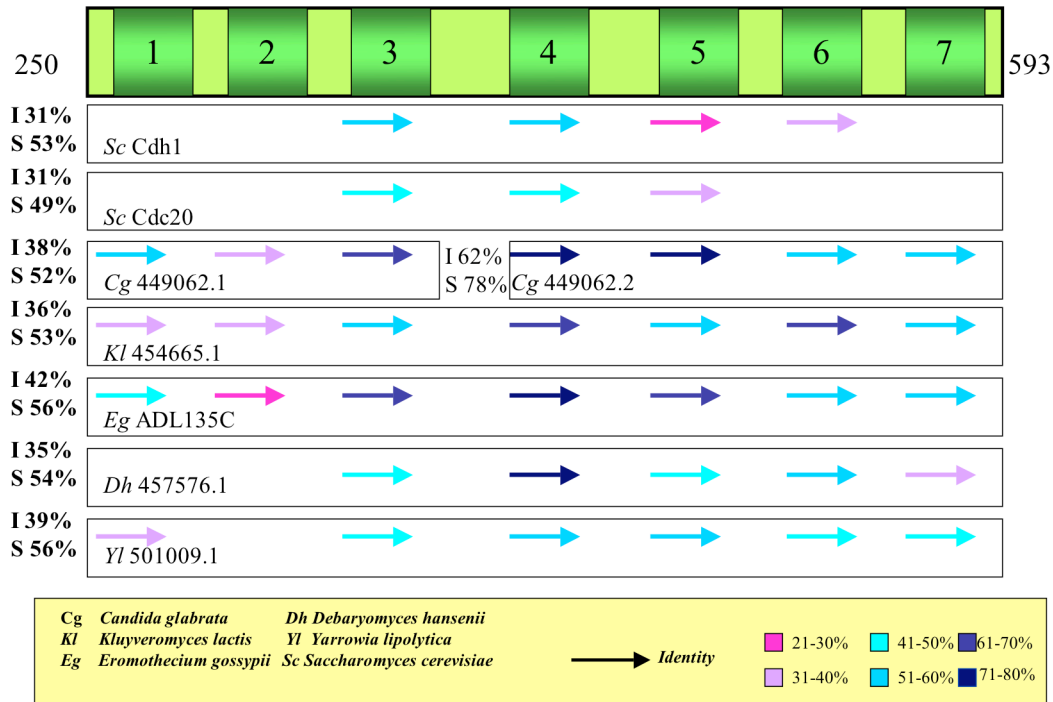 1 2 3 4 5 6 7
250 593
I 31%
S 53%
Sc Cdh1
I 31%
S 49%
Sc Cdc20
I 38%
S 52%
Cg 449062.1
I 62%
S 78%
Cg 449062.2
I 36%
S 53%
Kl 454665.1
I 42%
S 56%
Eg ADL135C
I 35%
S 54%
Dh 457576.1
I 39%
S 56%
Yl 501009.1
Cg Candida glabrata Dh Debaryomyces hansenii
Kl Kluyveromyces lactis Yl Yarrowia lipolytica
Eg Eromothecium gossypii Sc Saccharomyces cerevisiae
Identity
21-30% 41-50% 61-70%
31-40% 51-60% 71-80%